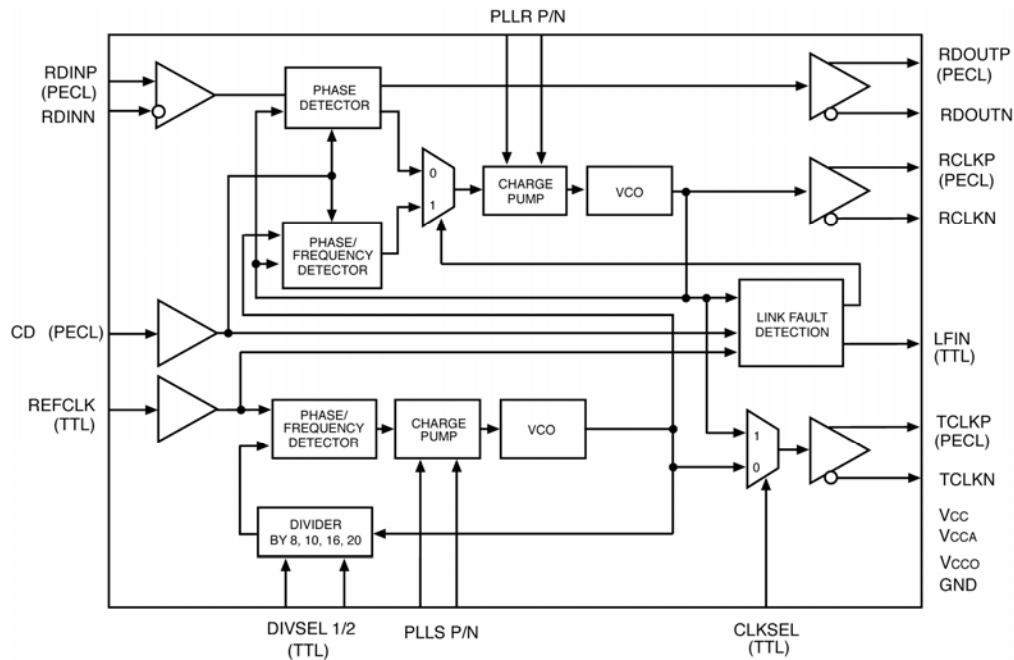 PLLR P/N
RDINP
(PECL)
RDINN
PHASE
DETECTOR
RDOUTP
(PECL)
RDOUTN
0
1
CHARGE
PUMP
VCO
RCLKP
(PECL)
RCLKN
PHASE/
FREQUENCY
DETECTOR
CD (PECL)
LINK FAULT
DETECTION
LFIN
(TTL)
REFCLK
(TTL)
PHASE/
FREQUENCY
DETECTOR
CHARGE
PUMP
VCO
1
0
TCLKP
(PECL)
TCLKN
DIVIDER
BY 8, 10, 16, 20
VCC
VCCA
VCCO
GND
DIVSEL 1/2
(TTL)
PLLS P/N
CLKSEL
(TTL)